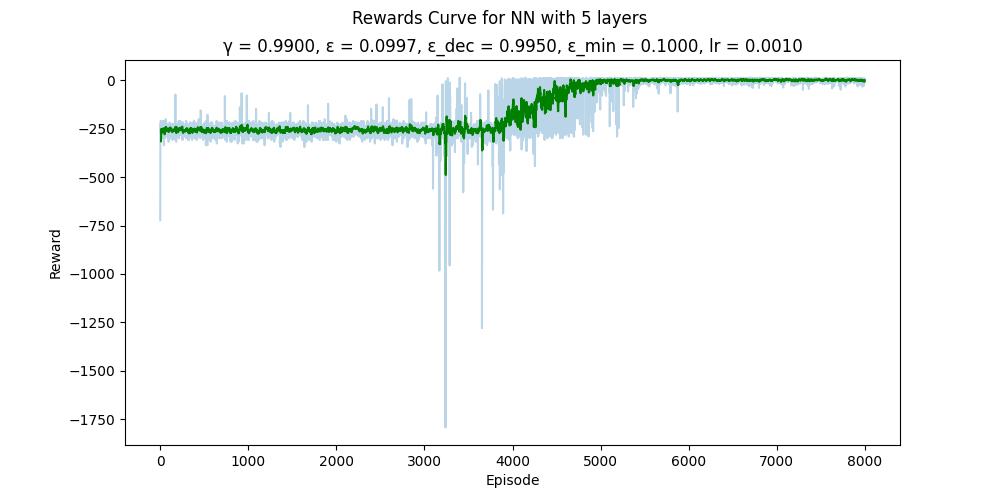 Rewards Curve for NN with 5 layers
γ = 0.9900, ε = 0.0997, ε_dec = 0.9950, ε_min = 0.1000, lr = 0.0010
0
−250
−500
−750
−1000
−1250
−1500
−1750
Reward
0 1000 2000 3000 4000 5000 6000 7000 8000
Episode